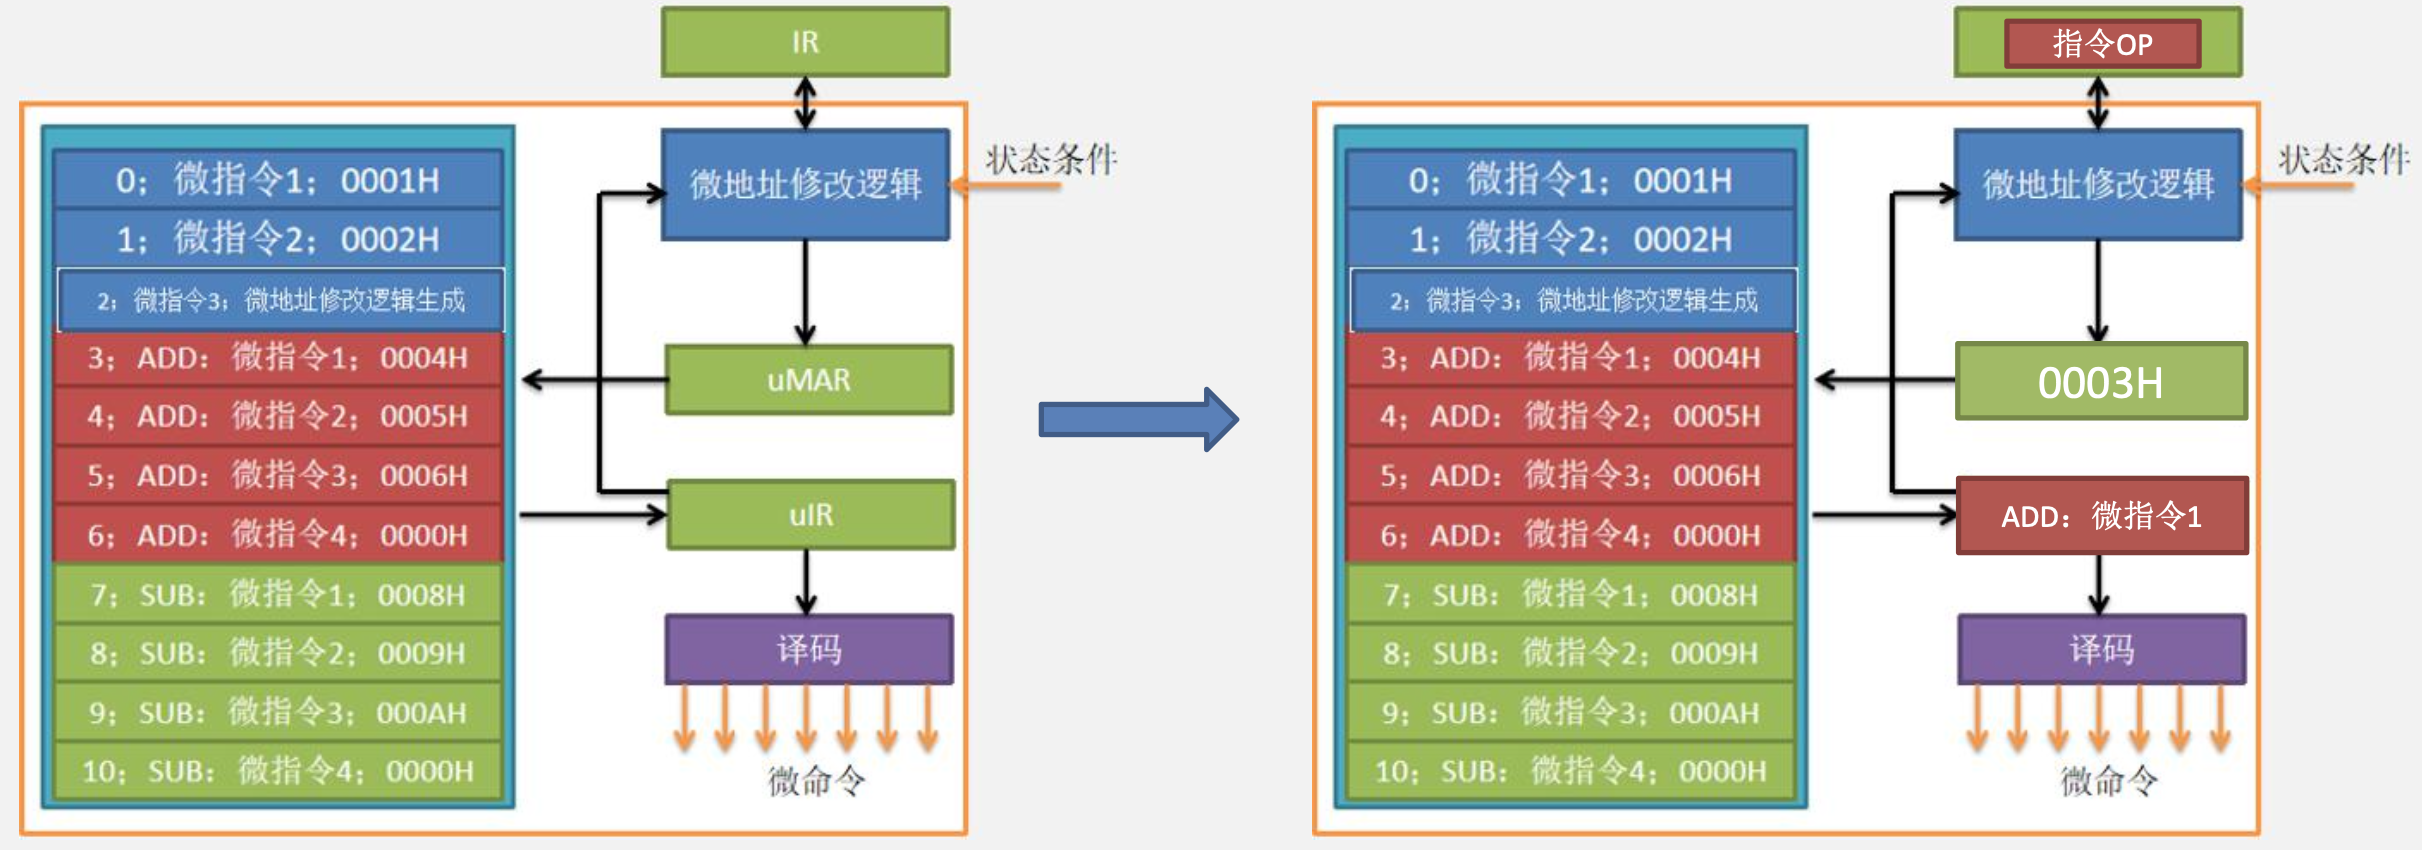 IR
状态条件
微地址修改逻辑
0；微指令1；0001H
1；微指令2；0002H
2；微指令3；微地址修改逻辑生成
3；ADD：微指令1；0004H
4；ADD：微指令2；0005H
5；ADD：微指令3；0006H
6；ADD：微指令4；0000H
7；SUB：微指令1；0008H
8；SUB：微指令2；0009H
9；SUB：微指令3；000AH
10；SUB：微指令4；0000H
uMAR
uIR
译码
微命令
指令OP
状态条件
微地址修改逻辑
0；微指令1；0001H
1；微指令2；0002H
2；微指令3；微地址修改逻辑生成
3；ADD：微指令1；0004H
4；ADD：微指令2；0005H
5；ADD：微指令3；0006H
6；ADD：微指令4；0000H
7；SUB：微指令1；0008H
8；SUB：微指令2；0009H
9；SUB：微指令3；000AH
10；SUB：微指令4；0000H
0003H
ADD：微指令1
译码
微命令